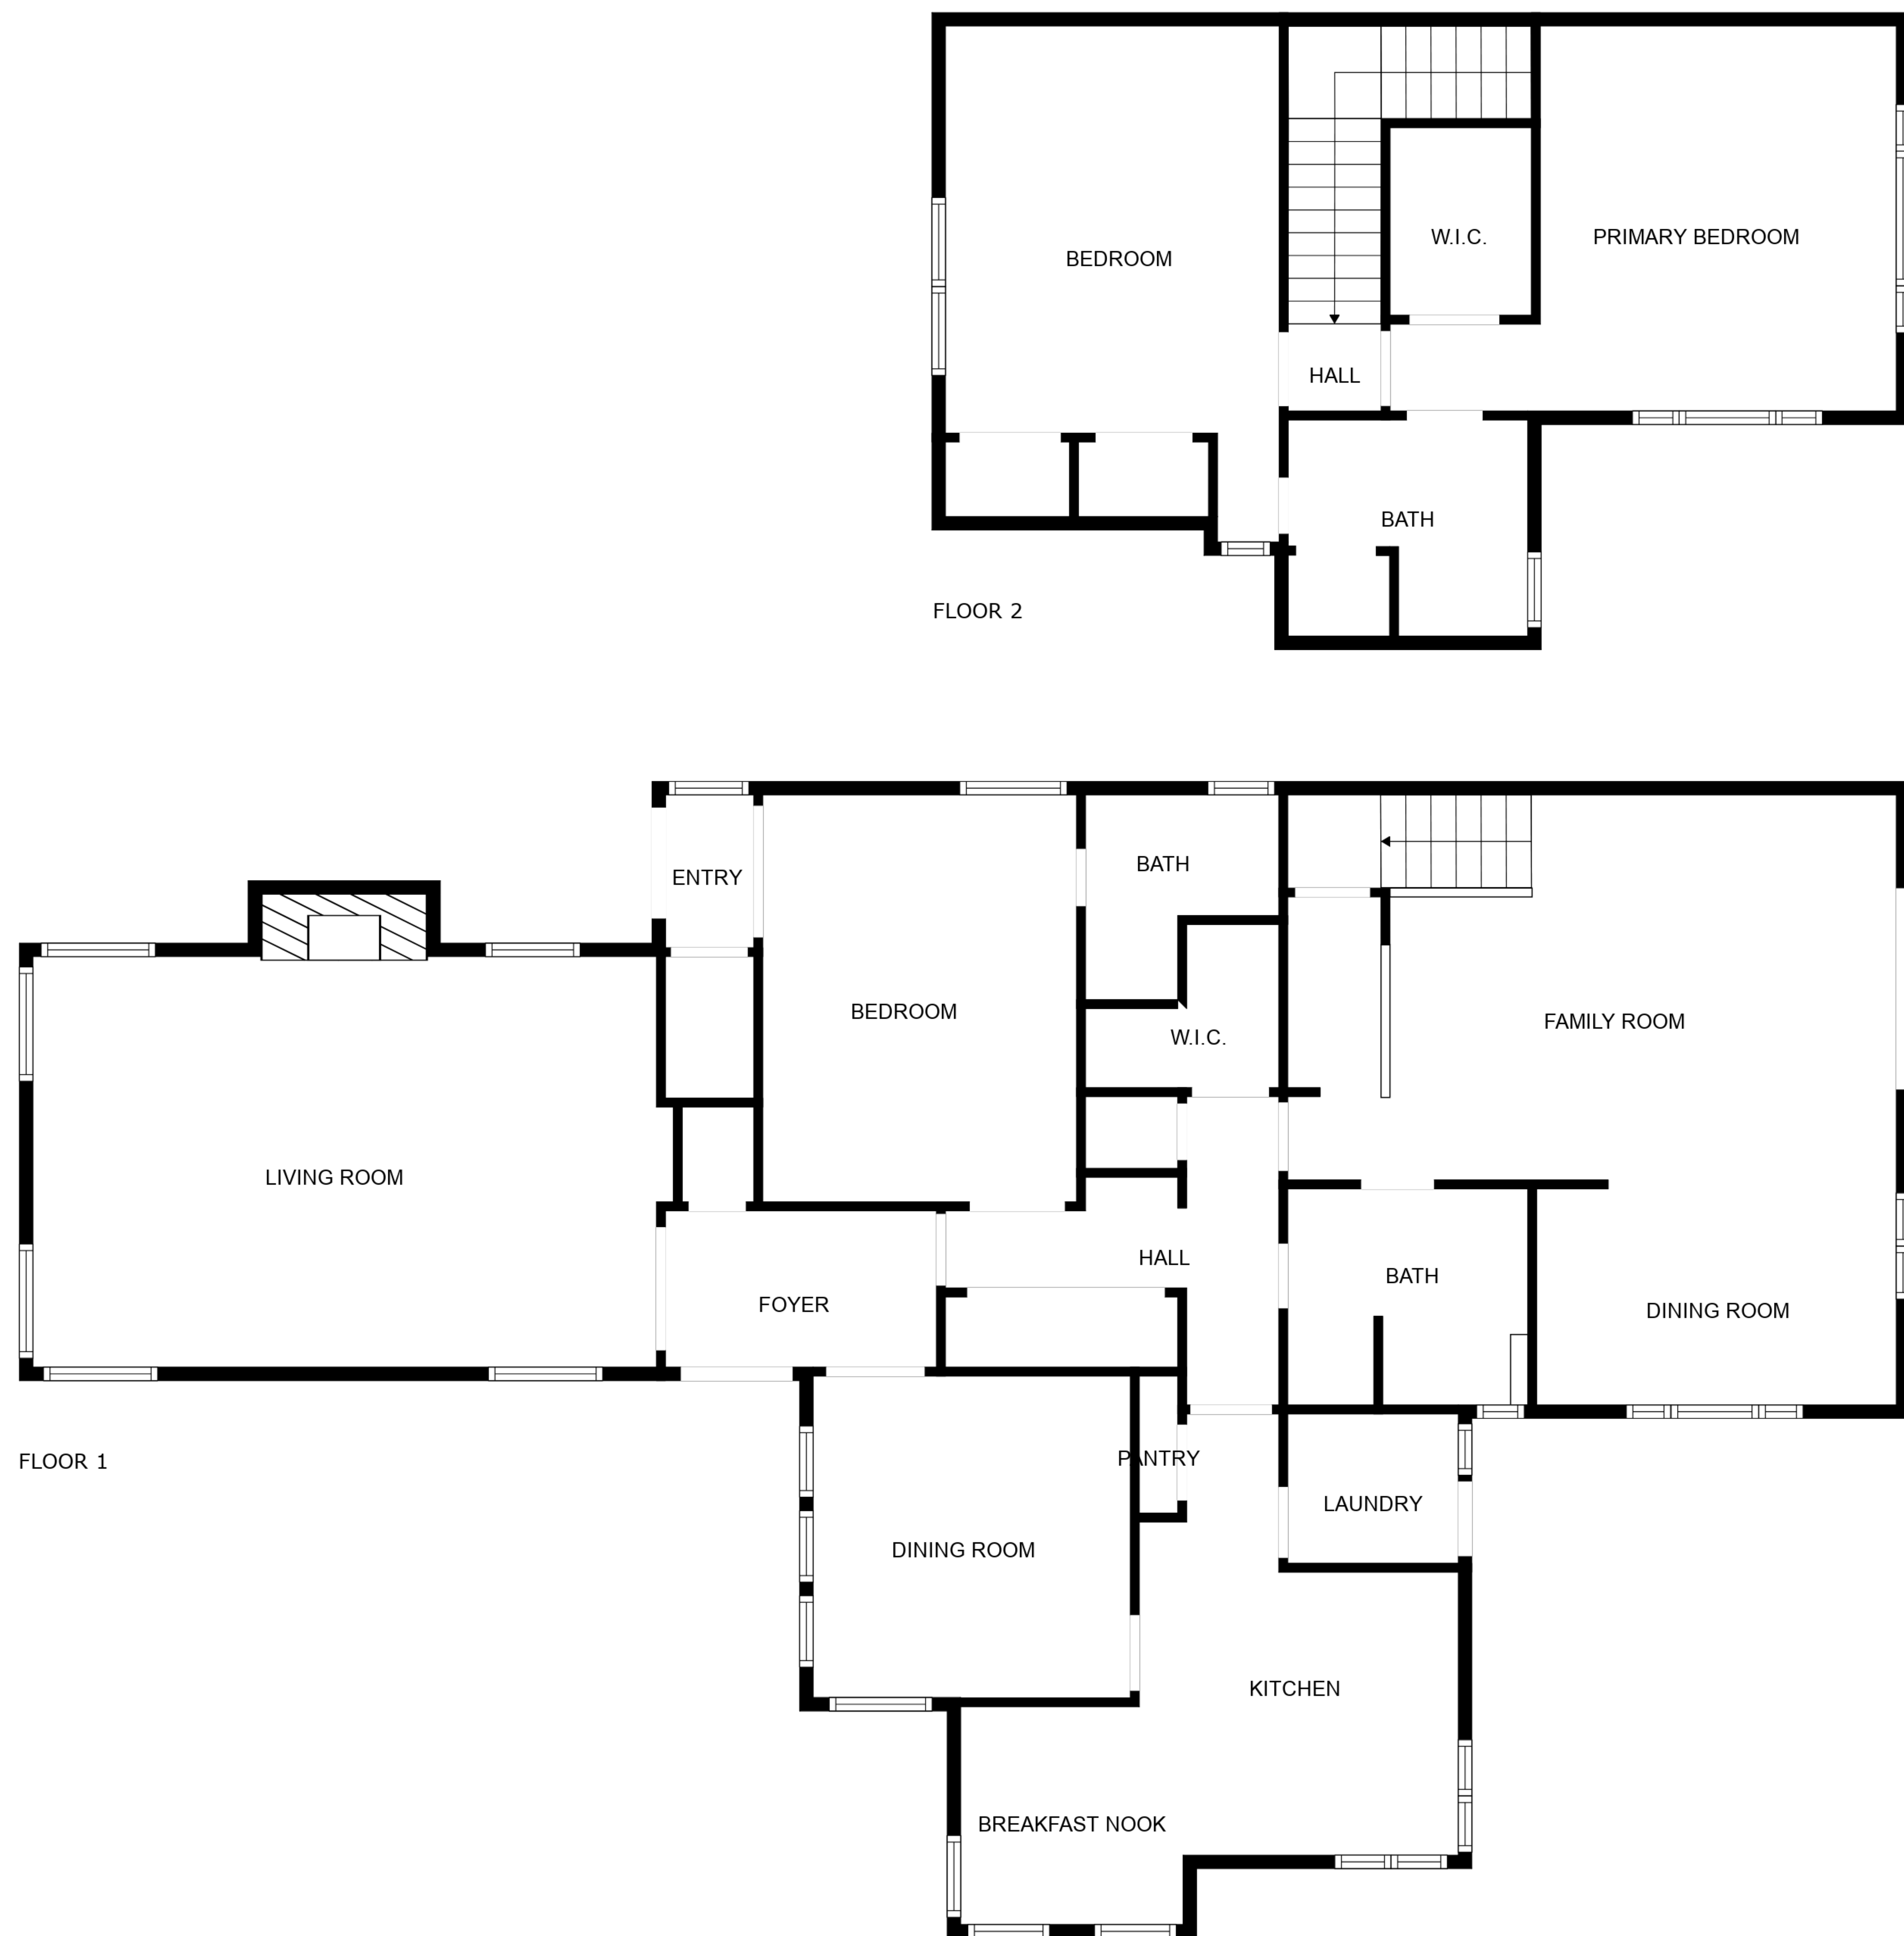 W.I.C.
PRIMARY BEDROOM
BEDROOM
HALL
BATH
FLOOR 2
BATH
ENTRY
BEDROOM
FAMILY ROOM
W.I.C.
LIVING ROOM
HALL
BATH
FOYER
DINING ROOM
FLOOR 1
PANTRY
LAUNDRY
DINING ROOM
KITCHEN
BREAKFAST NOOK